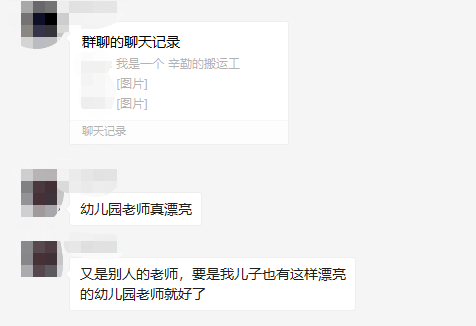 群聊的聊天记录
我是一个 辛勤的搬运工
[图片]
[图片]
聊天记录
幼儿园老师真漂亮
又是别人的老师，要是我儿子也有这样漂亮
的幼儿园老师就好了